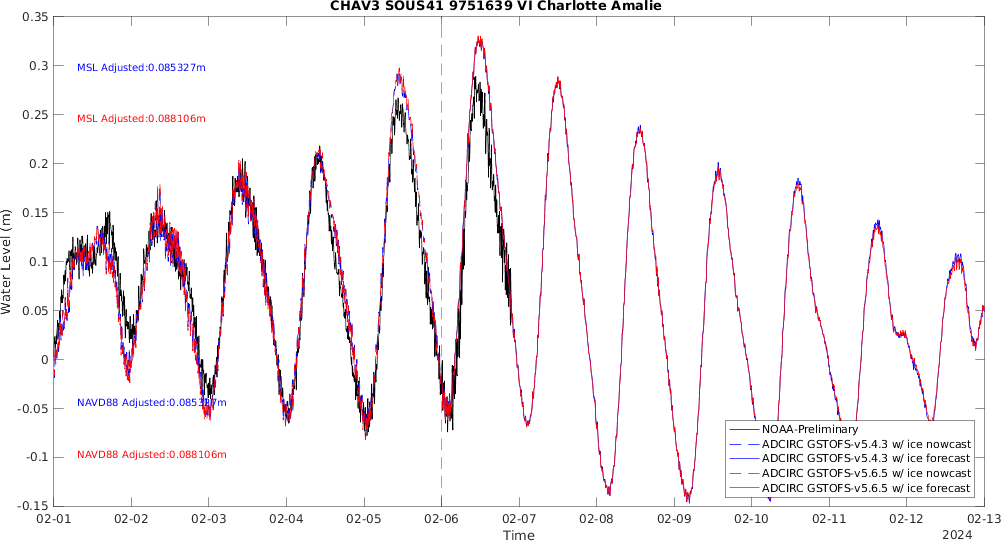 CHAV3 SOUS41 9751639 VI Charlotte Amalie
0.35
0.3
0.25
0.2
0.15
0.1
0.05
0
-0.05
-0.1
-0.15
Water Level (m)
MSL Adjusted:0.085327m
MSL Adjusted:0.088106m
NAVD88 Adjusted:0.085327m
NAVD88 Adjusted:0.088106m
NOAA-Preliminary
ADCIRC GSTOFS-v5.4.3 w/ ice nowcast
ADCIRC GSTOFS-v5.4.3 w/ ice forecast
ADCIRC GSTOFS-v5.6.5 w/ ice nowcast
ADCIRC GSTOFS-v5.6.5 w/ ice forecast
02-01 02-02 02-03 02-04 02-05 02-06 02-07 02-08 02-09 02-10 02-11 02-12 02-13
Time
2024